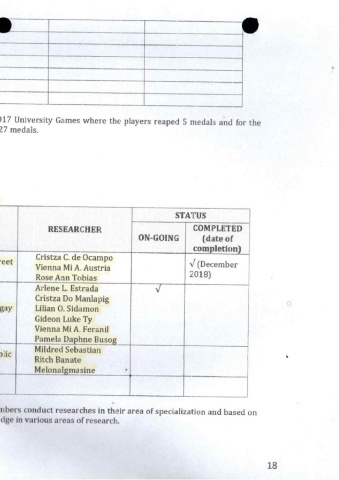 017 University Games where the players reaped 5 medals and for the
27 medals.
STATUS
RESEARCHER
ON-GOING
COMPLETED
(date of
completion)
reet
Cristza C. de Ocampo
Vienna Mi A. Austria
Rose Ann Tobias
√ (December
2018)
gay
Arlene L. Estrada
Cristza Do Manlapig
Lilian O. Sidamon
Gideon Luke Ty
Vienna Mi A. Feranil
Pamela Daphne Busog
√
blic
Mildred Sebastian
Ritch Banate
Melonalgmasine
mbers conduct researches in their area of specialization and based on
dge in various areas of research.
18